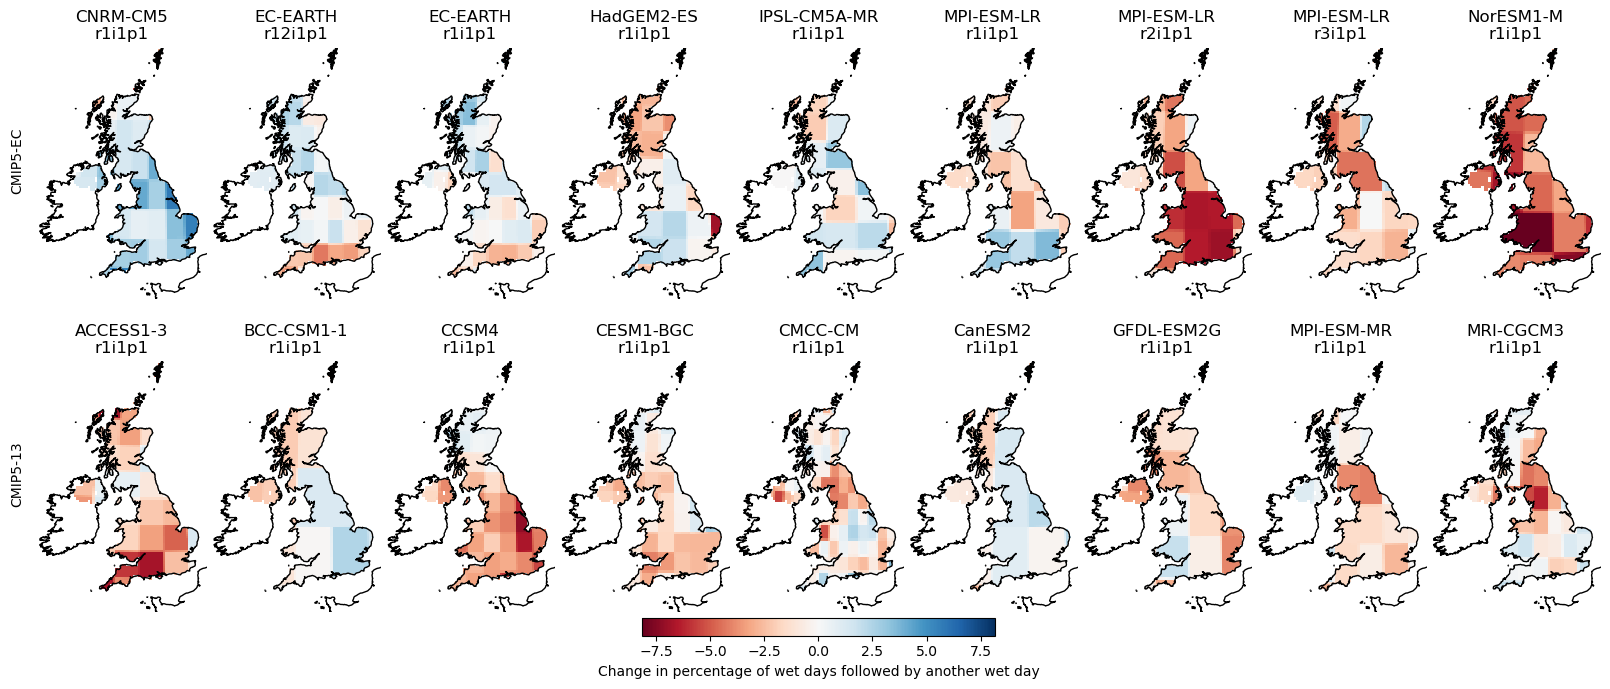 CNRM-CM5
r1i1p1
EC-EARTH
r12i1p1
EC-EARTH
r1i1p1
HadGEM2-ES
r1i1p1
IPSL-CM5A-MR
r1i1p1
MPI-ESM-LR
r1i1p1
MPI-ESM-LR
r2i1p1
MPI-ESM-LR
r3i1p1
NorESM1-M
r1i1p1
CMIP5-EC
ACCESS1-3
r1i1p1
BCC-CSM1-1
r1i1p1
CCSM4
r1i1p1
CESM1-BGC
r1i1p1
CMCC-CM
r1i1p1
CanESM2
r1i1p1
GFDL-ESM2G
r1i1p1
MPI-ESM-MR
r1i1p1
MRI-CGCM3
r1i1p1
CMIP5-13
−7.5 −5.0 −2.5 0.0 2.5 5.0 7.5
Change in percentage of wet days followed by another wet day